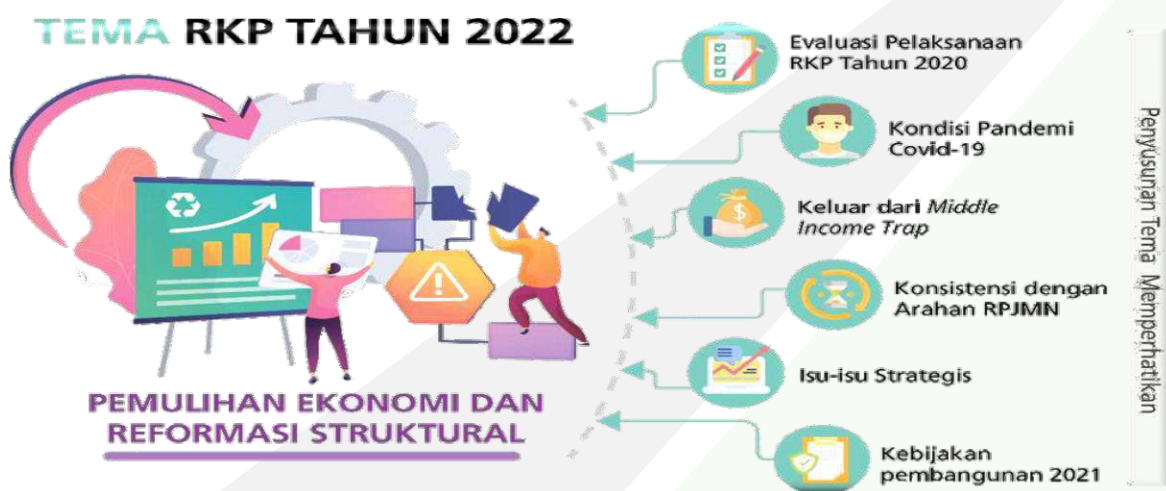 TEMA RKP TAHUN 2022
PEMULIHAN EKONOMI DAN
REFORMASI STRUKTURAL
Evaluasi Pelaksanaan
RKP Tahun 2020
Kondisi Pandemi
Covid-19
Keluar dari Middle
Income Trap
Konsistensi dengan
Arahan RPJMN
Isu-isu Strategis
Kebijakan
pembangunan 2021
Penyusunan Tema Memperhatikan